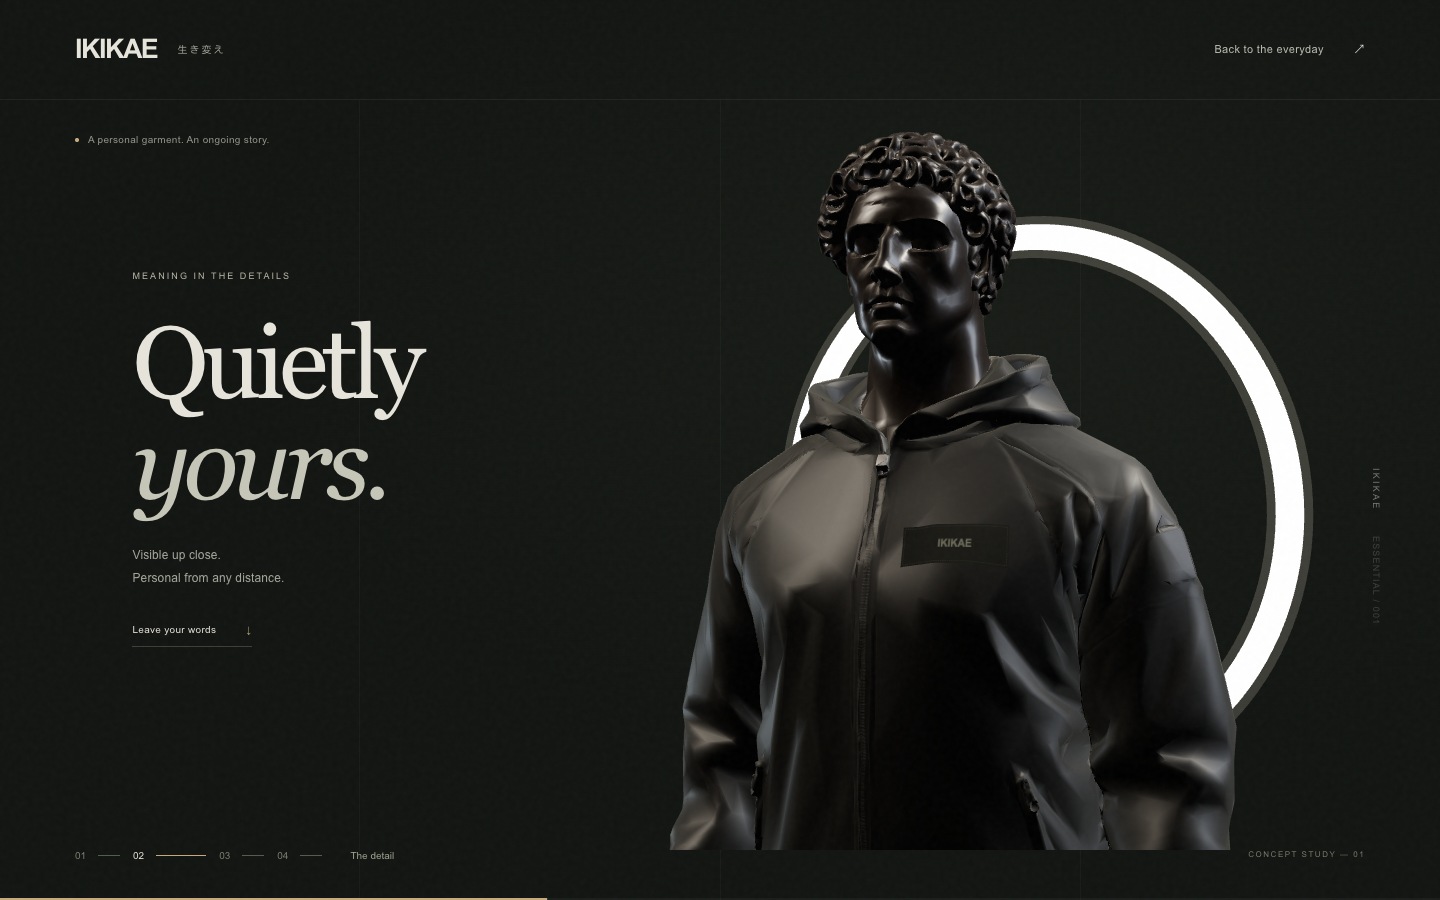 IKIKAE 生き変え
Back to the everyday ↗
A personal garment. An ongoing story.
MEANING IN THE DETAILS
Quietly
yours.
Visible up close.
Personal from any distance.
Leave your words ↓
IKIKAE
IKIKAE ESSENTIAL / 001
01 02 03 04 The detail
CONCEPT STUDY — 01